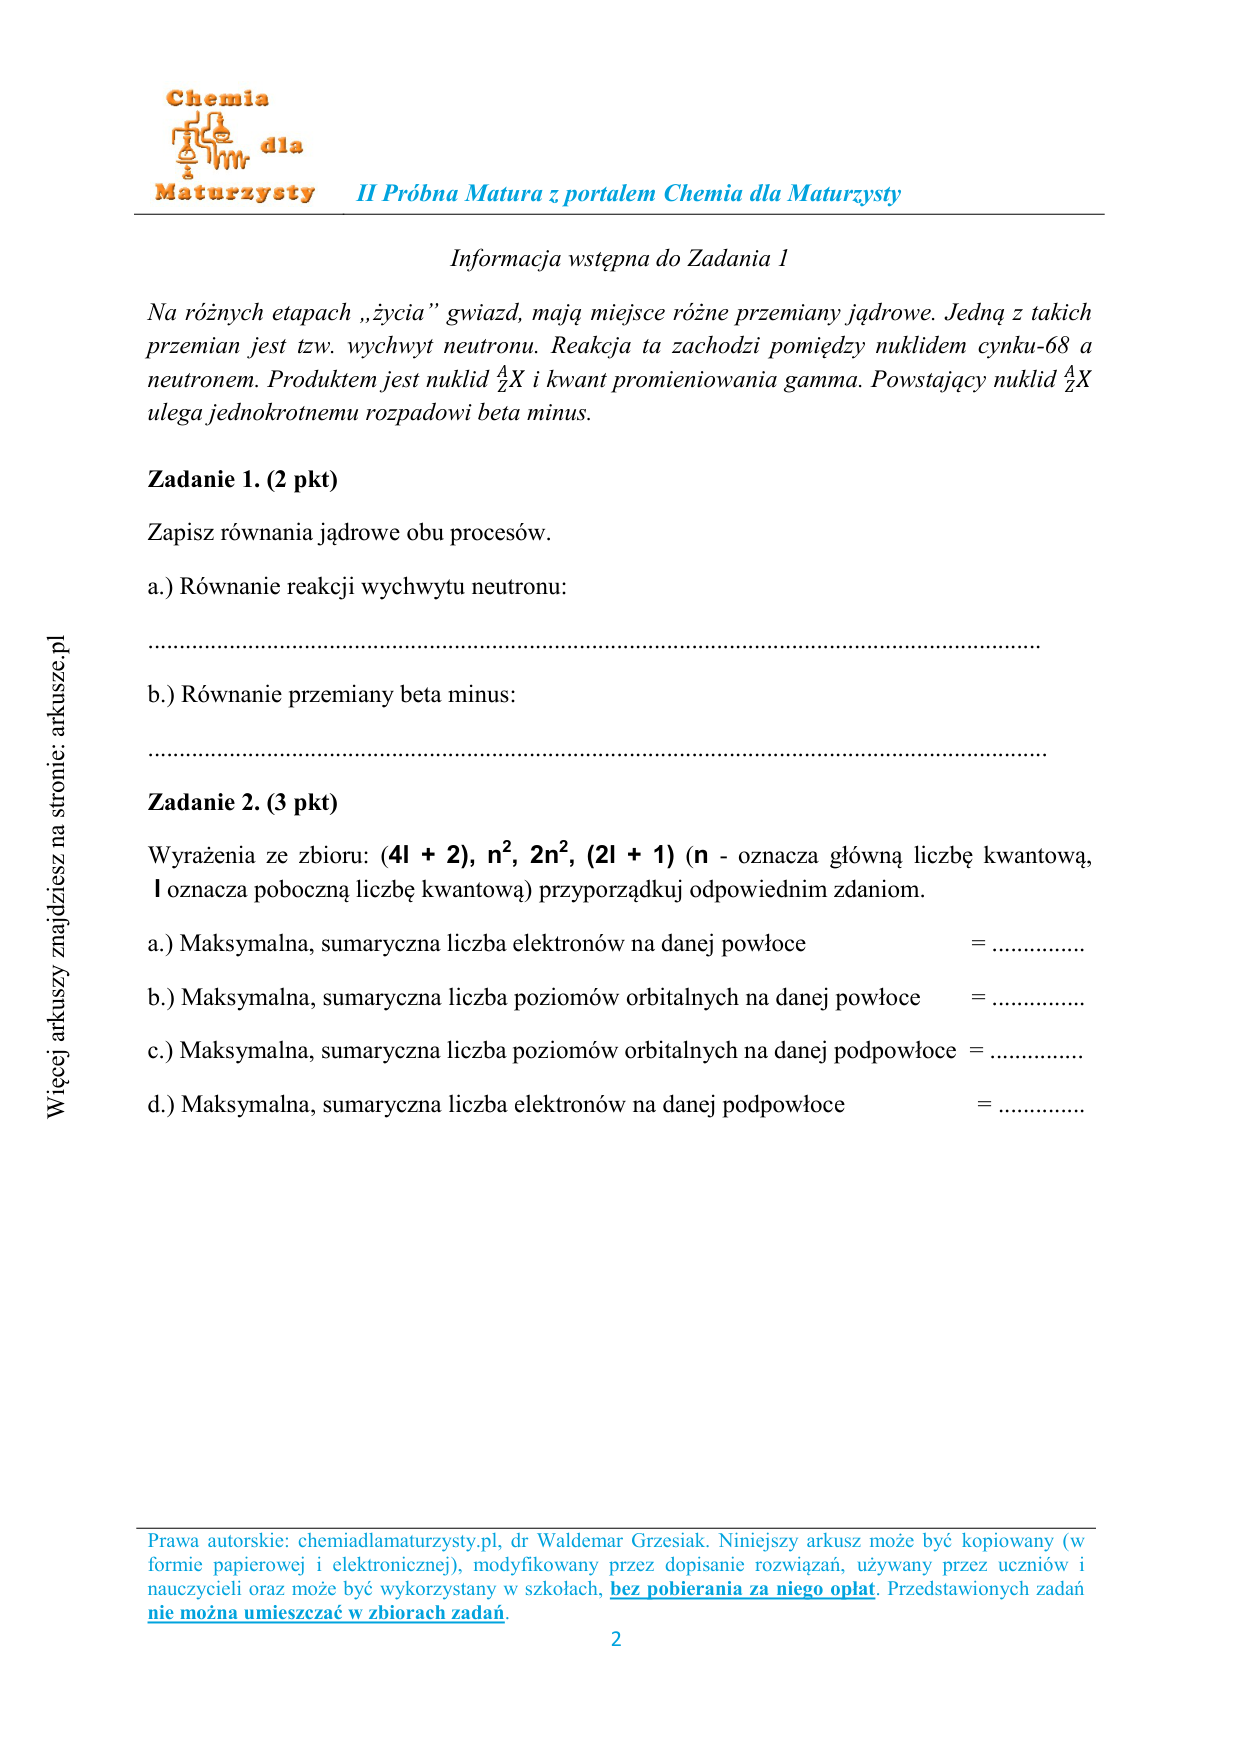 Chemia
dla
Maturzysty
II Próbna Matura z portalem Chemia dla Maturzysty
Informacja wstępna do Zadania 1
Na różnych etapach „życia” gwiazd, mają miejsce różne przemiany jądrowe. Jedną z takich
przemian jest tzw. wychwyt neutronu. Reakcja ta zachodzi pomiędzy nuklidem cynku-68 a
neutronem. Produktem jest nuklid ᴬ_ZX i kwant promieniowania gamma. Powstający nuklid ᴬ_ZX
ulega jednokrotnemu rozpadowi beta minus.
Zadanie 1. (2 pkt)
Zapisz równania jądrowe obu procesów.
a.) Równanie reakcji wychwytu neutronu:
................................................................................................................................................
b.) Równanie przemiany beta minus:
.................................................................................................................................................
Zadanie 2. (3 pkt)
Wyrażenia ze zbioru: (4l + 2), n², 2n², (2l + 1) (n - oznacza główną liczbę kwantową,
l oznacza poboczną liczbę kwantową) przyporządkuj odpowiednim zdaniom.
a.) Maksymalna, sumaryczna liczba elektronów na danej powłoce = ...............
b.) Maksymalna, sumaryczna liczba poziomów orbitalnych na danej powłoce = ...............
c.) Maksymalna, sumaryczna liczba poziomów orbitalnych na danej podpowłoce = ...............
d.) Maksymalna, sumaryczna liczba elektronów na danej podpowłoce = ..............
Więcej arkuszy znajdziesz na stronie: arkusze.pl
Prawa autorskie: chemiadlamaturzysty.pl, dr Waldemar Grzesiak. Niniejszy arkusz może być kopiowany (w
formie papierowej i elektronicznej), modyfikowany przez dopisanie rozwiązań, używany przez uczniów i
nauczycieli oraz może być wykorzystany w szkołach, bez pobierania za niego opłat. Przedstawionych zadań
nie można umieszczać w zbiorach zadań.
2